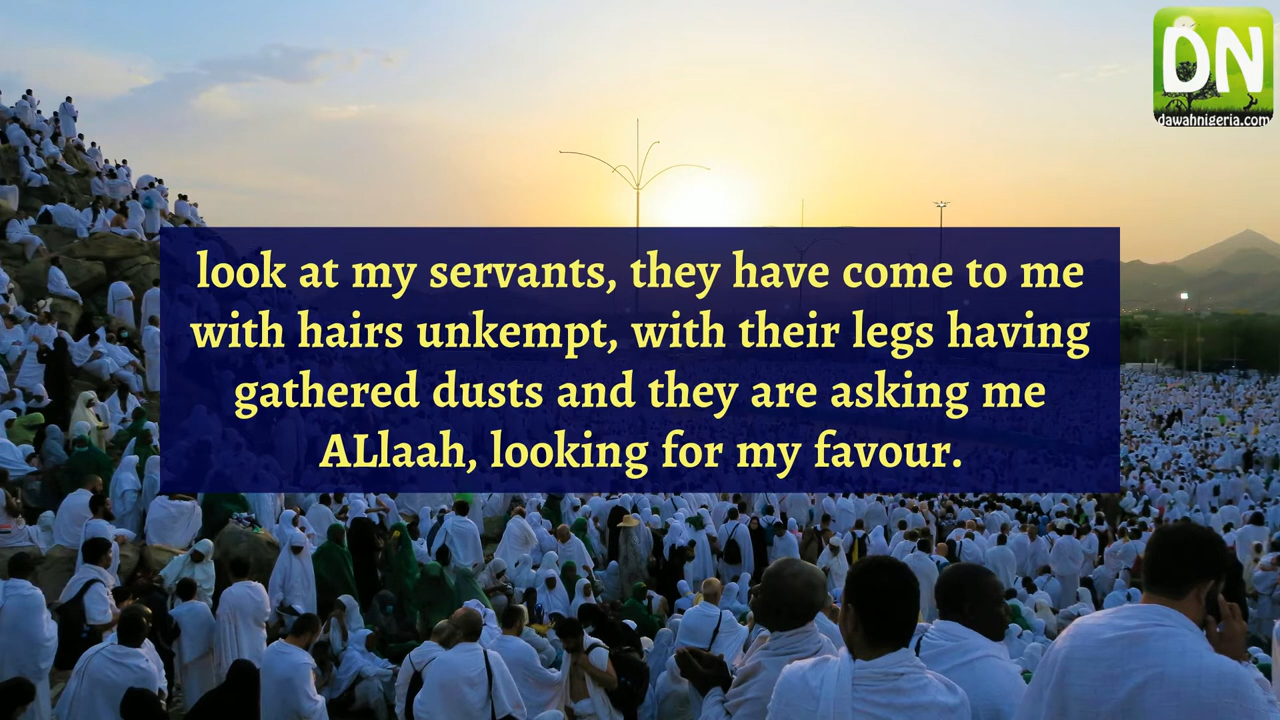 DN
dawahnigeria.com
look at my servants, they have come to me
with hairs unkempt, with their legs having
gathered dusts and they are asking me
ALlaah, looking for my favour.